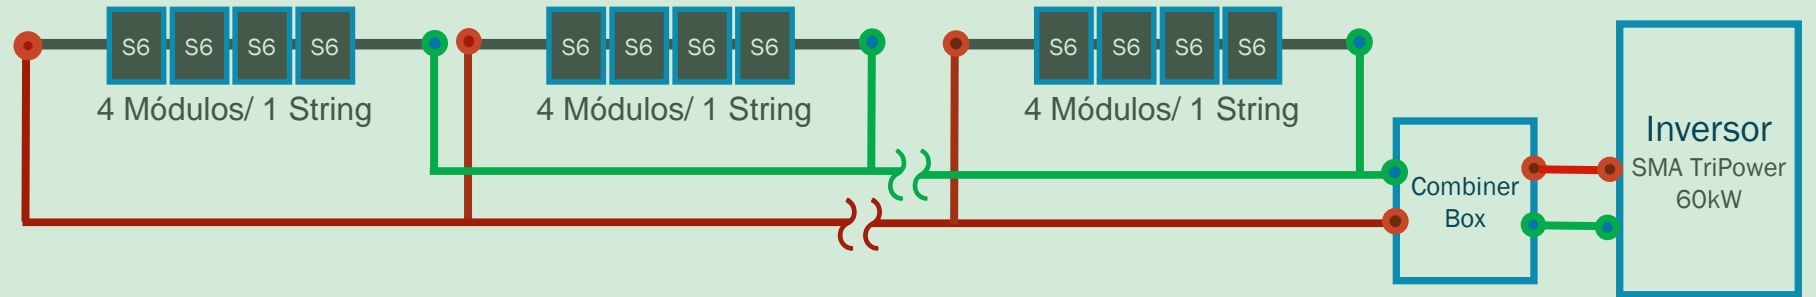 S6 S6 S6 S6
4 Módulos/ 1 String
S6 S6 S6 S6
4 Módulos/ 1 String
S6 S6 S6 S6
4 Módulos/ 1 String
Combiner
Box
Inversor
SMA TriPower
60kW